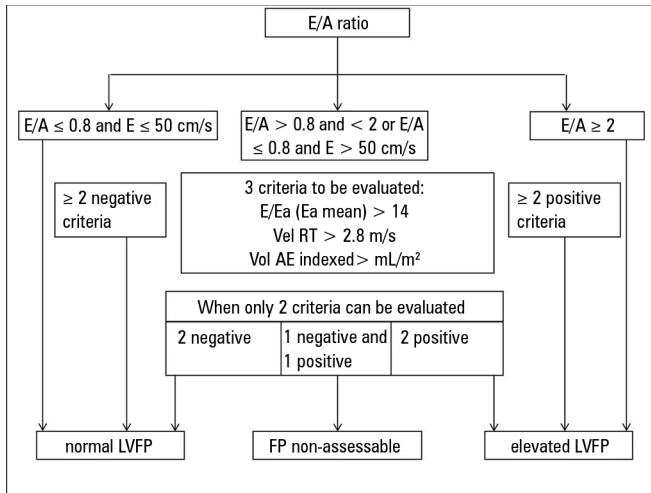 E/A ratio
E/A ≤ 0.8 and E ≤ 50 cm/s
E/A > 0.8 and < 2 or E/A
≤ 0.8 and E > 50 cm/s
E/A ≥ 2
≥ 2 negative
criteria
3 criteria to be evaluated:
E/Ea (Ea mean) > 14
Vel RT > 2.8 m/s
Vol AE indexed> mL/m²
≥ 2 positive
criteria
When only 2 criteria can be evaluated
2 negative
1 negative and
1 positive
2 positive
normal LVFP
FP non-assessable
elevated LVFP